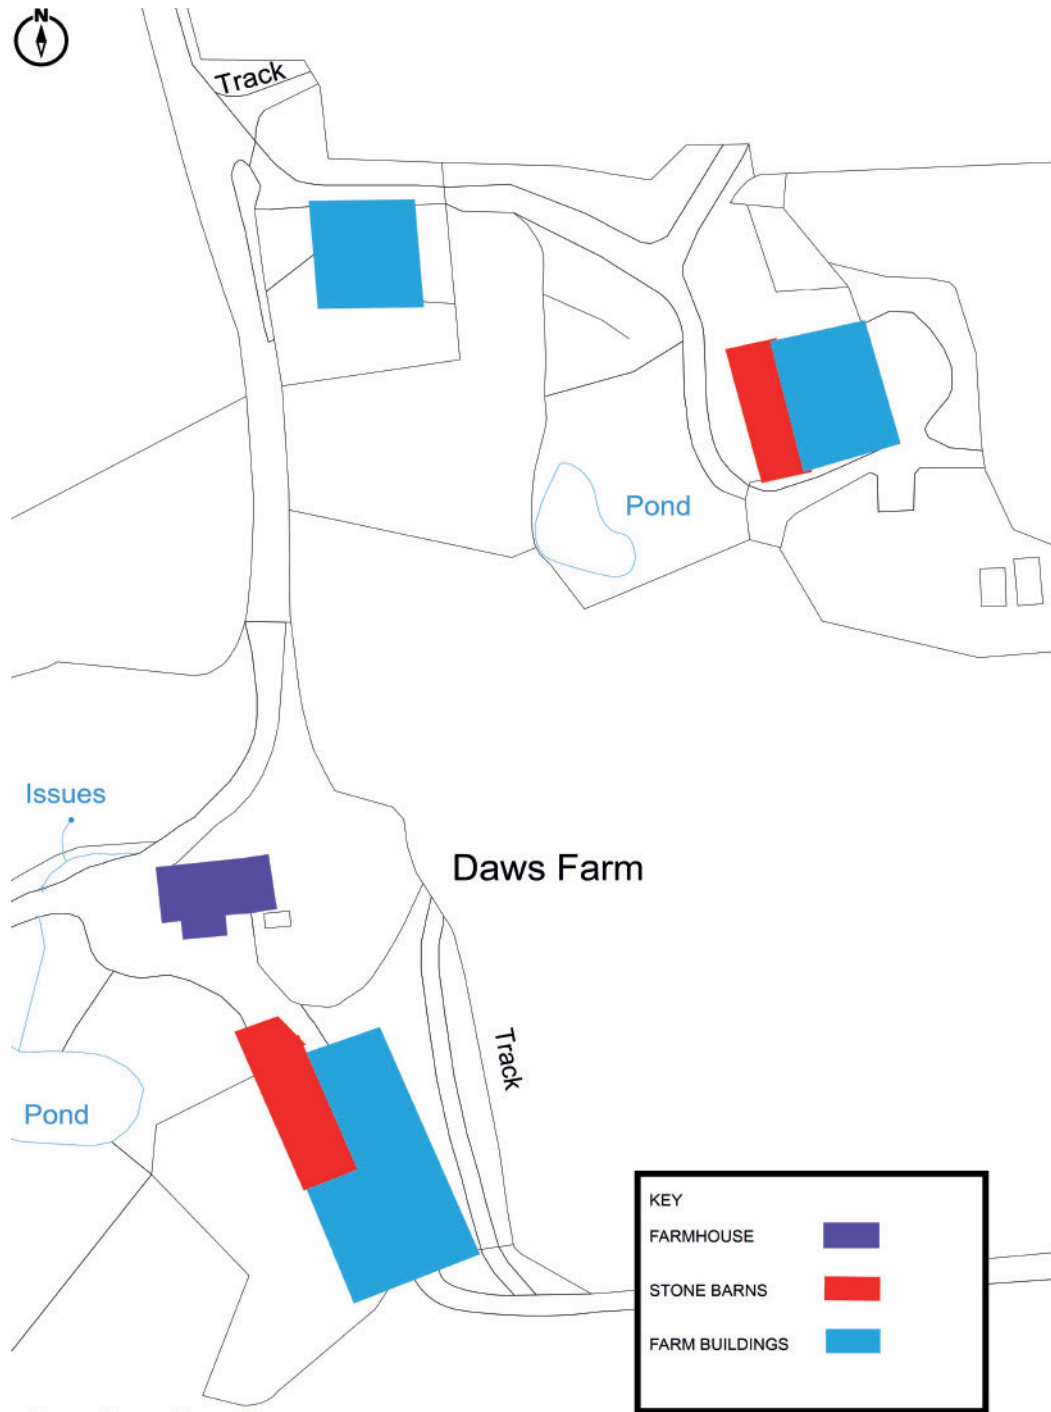 N
Track
Pond
Issues
Daws Farm
Track
Pond
KEY
FARMHOUSE
STONE BARNS
FARM BUILDINGS